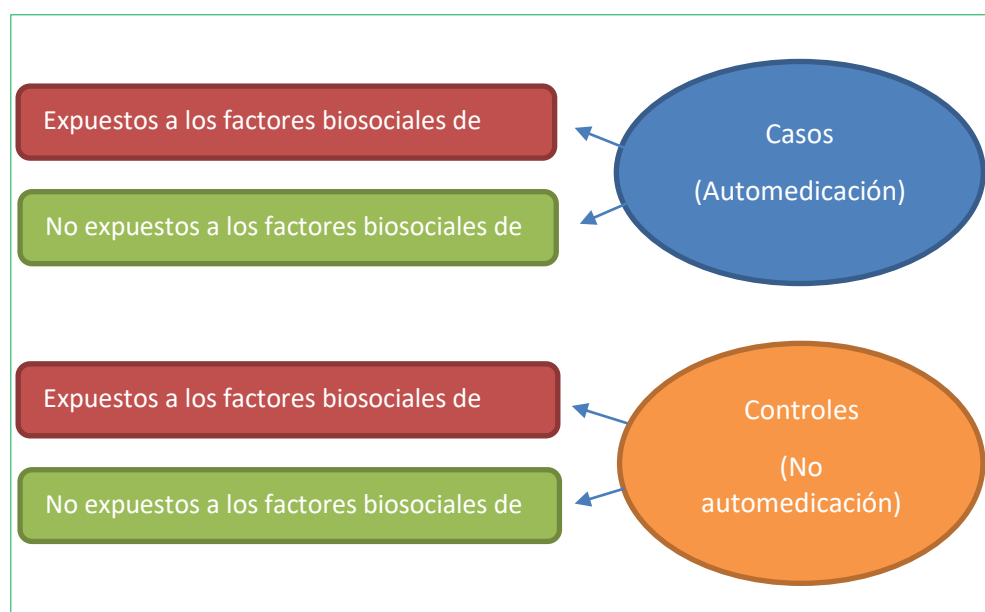 Expuestos a los factores biosociales de
No expuestos a los factores biosociales de
Casos
(Automedicación)
Expuestos a los factores biosociales de
No expuestos a los factores biosociales de
Controles
(No
automedicación)